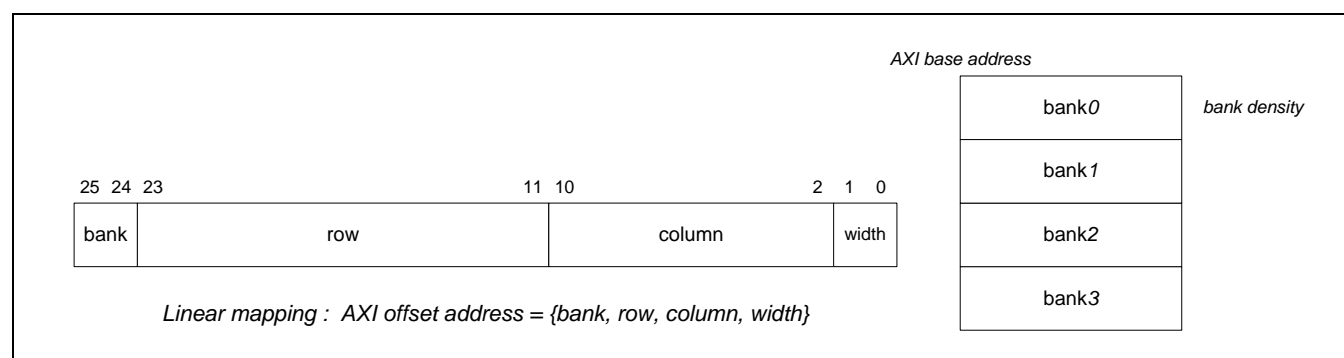 AXI base address
bank0 bank density
bank1
25 24 23 11 10 2 1 0
bank row column width bank2
bank3
Linear mapping : AXI offset address = {bank, row, column, width}